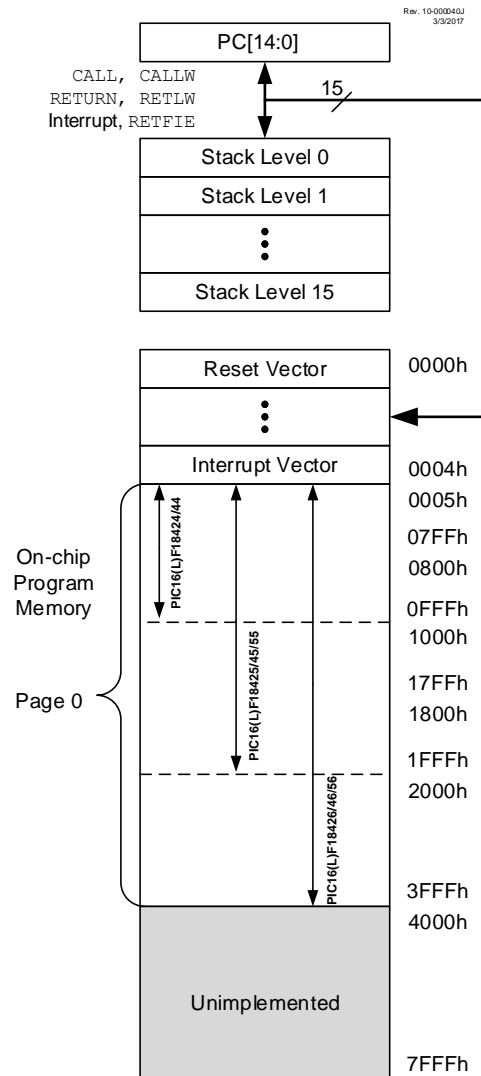 Rev. 10-000040J
3/3/2017
PC[14:0]
CALL, CALLW
RETURN, RETLW
Interrupt, RETFIE
15
Stack Level 0
Stack Level 1
Stack Level 15
Reset Vector
0000h
Interrupt Vector
0004h
0005h
07FFh
0800h
0FFFh
1000h
17FFh
1800h
1FFFh
2000h
3FFFh
4000h
7FFFh
On-chip
Program
Memory
Page 0
PIC16(L)F18424/44
PIC16(L)F18425/45/55
PIC16(L)F18426/46/56
Unimplemented